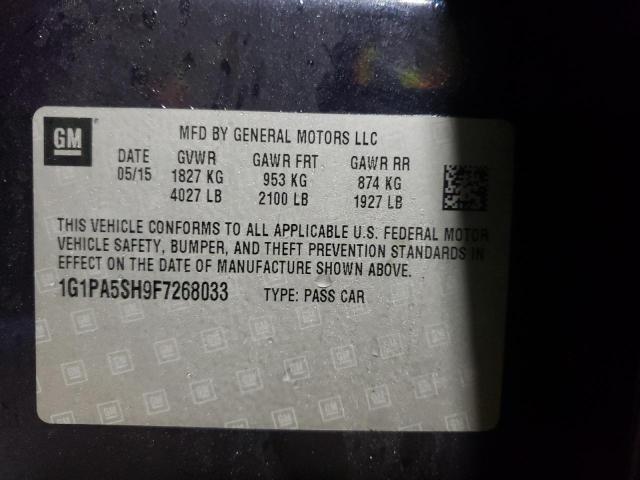 GM ®
MFD BY GENERAL MOTORS LLC
DATE GVWR GAWR FRT GAWR RR
05/15 1827 KG 953 KG 874 KG
4027 LB 2100 LB 1927 LB
THIS VEHICLE CONFORMS TO ALL APPLICABLE U.S. FEDERAL MOTOR
VEHICLE SAFETY, BUMPER, AND THEFT PREVENTION STANDARDS IN
EFFECT ON THE DATE OF MANUFACTURE SHOWN ABOVE.
1G1PA5SH9F7268033 TYPE: PASS CAR